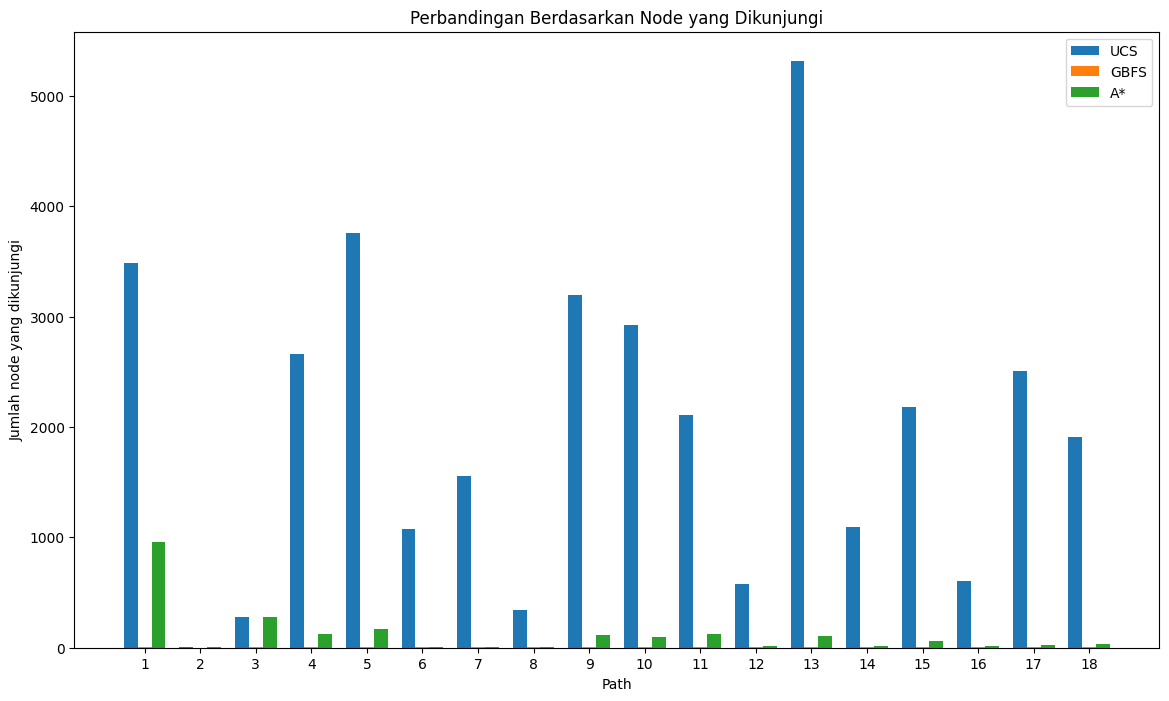 Perbandingan Berdasarkan Node yang Dikunjungi
UCS
GBFS
A*
Jumlah node yang dikunjungi
5000
4000
3000
2000
1000
0
1 2 3 4 5 6 7 8 9 10 11 12 13 14 15 16 17 18
Path